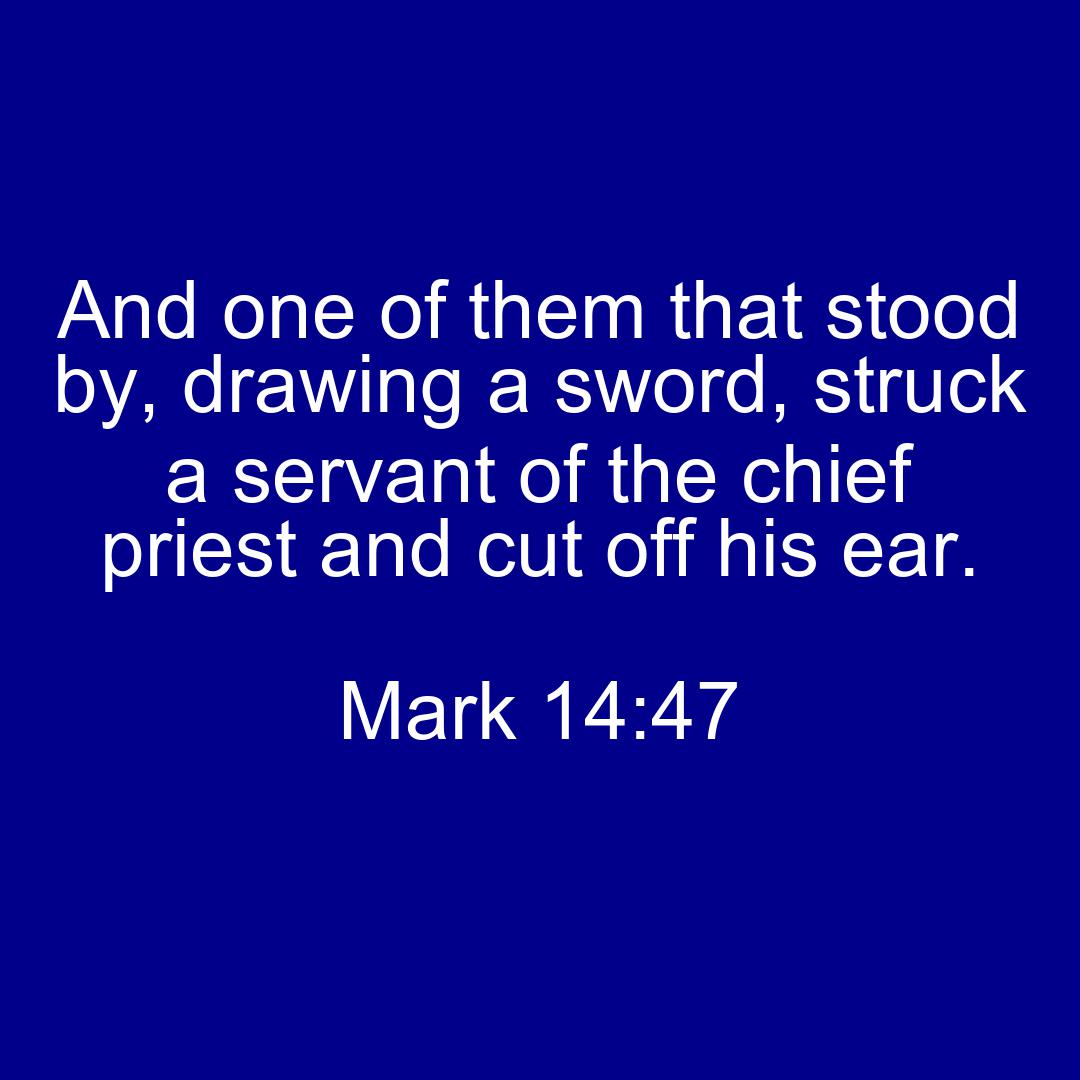 And one of them that stood
by, drawing a sword, struck
a servant of the chief
priest and cut off his ear.
Mark 14:47